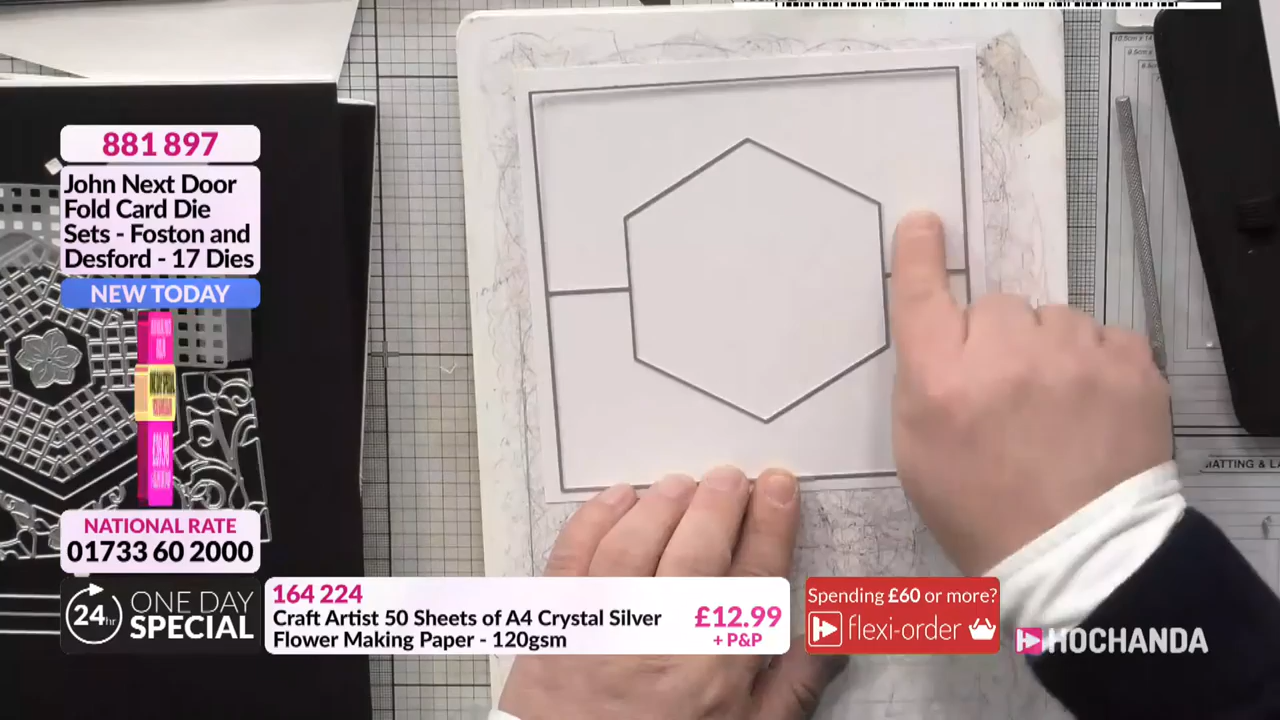 881 897
John Next Door
Fold Card Die
Sets - Foston and
Desford - 17 Dies
NEW TODAY
NATIONAL RATE
01733 60 2000
24hr
ONE DAY
SPECIAL
164 224
Craft Artist 50 Sheets of A4 Crystal Silver
Flower Making Paper - 120gsm
£12.99
+ P&P
Spending £60 or more?
flexi-order
HOCHANDA
MATTING & LA